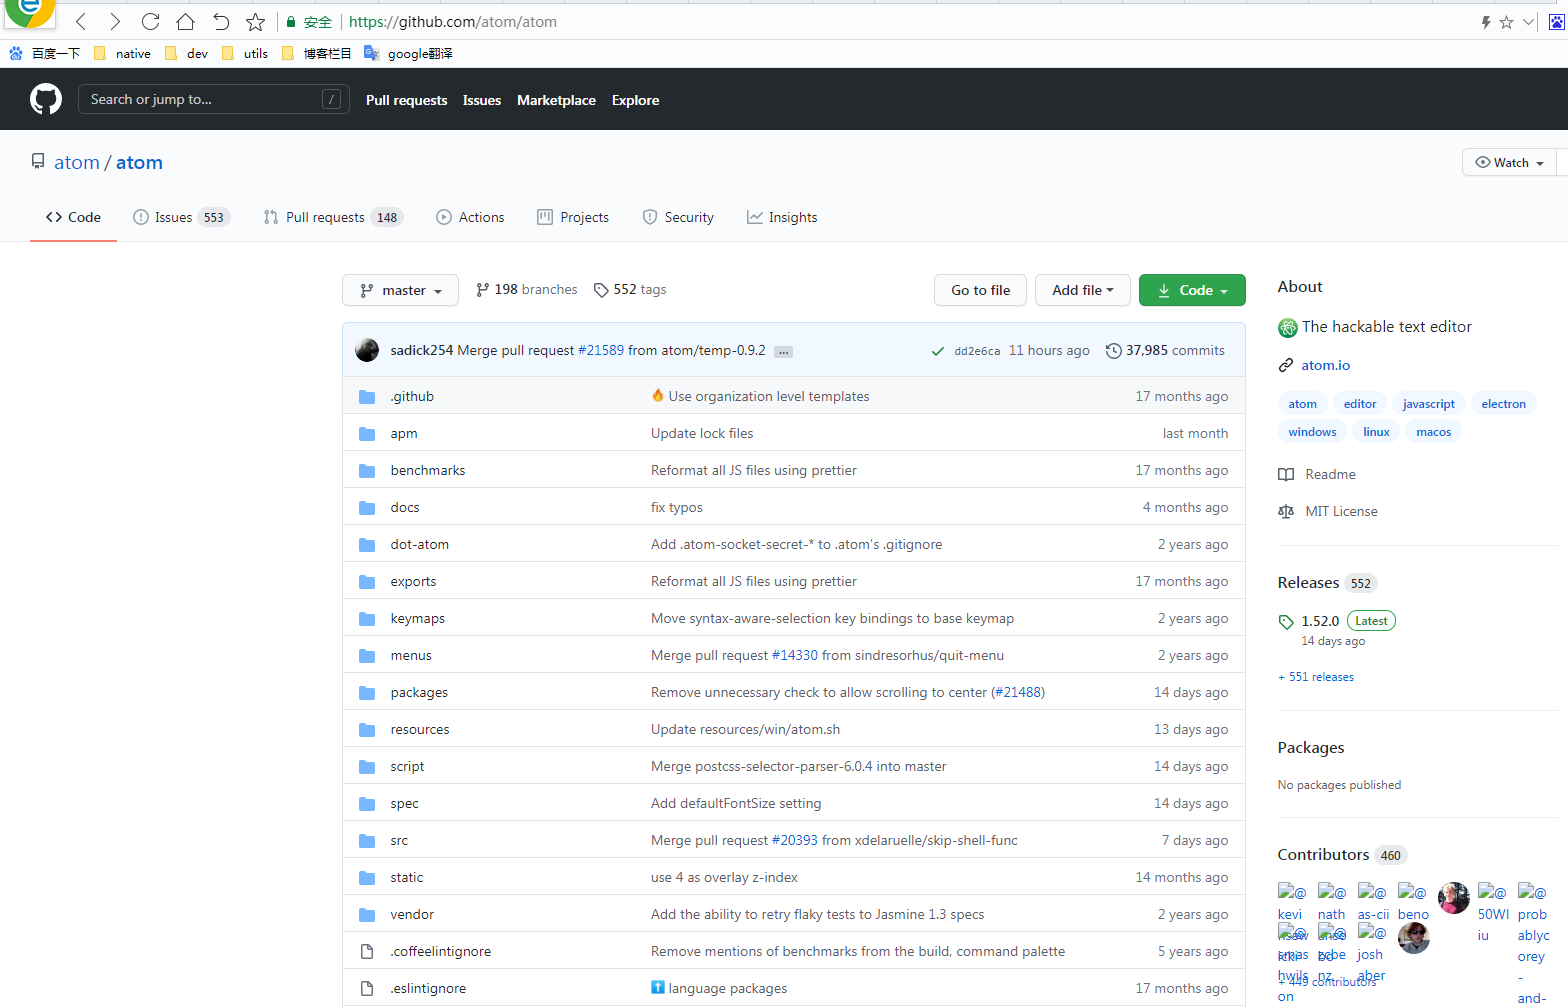 安全 https://github.com/atom/atom
百度一下 native dev utils 博客栏目 google翻译
Search or jump to... / Pull requests Issues Marketplace Explore
atom / atom
Watch
Code Issues 553 Pull requests 148 Actions Projects Security Insights
master 198 branches 552 tags Go to file Add file Code
sadick254 Merge pull request #21589 from atom/temp-0.9.2 ... dd2e6ca 11 hours ago 37,985 commits
.github Use organization level templates 17 months ago
apm Update lock files last month
benchmarks Reformat all JS files using prettier 17 months ago
docs fix typos 4 months ago
dot-atom Add .atom-socket-secret-* to .atom's .gitignore 2 years ago
exports Reformat all JS files using prettier 17 months ago
keymaps Move syntax-aware-selection key bindings to base keymap 2 years ago
menus Merge pull request #14330 from sindresorhus/quit-menu 2 years ago
packages Remove unnecessary check to allow scrolling to center (#21488) 14 days ago
resources Update resources/win/atom.sh 13 days ago
script Merge postcss-selector-parser-6.0.4 into master 14 days ago
spec Add defaultFontSize setting 14 days ago
src Merge pull request #20393 from xdelaruelle/skip-shell-func 7 days ago
static use 4 as overlay z-index 14 months ago
vendor Add the ability to retry flaky tests to Jasmine 1.3 specs 2 years ago
.coffeelintignore Remove mentions of benchmarks from the build, command palette 5 years ago
.eslintignore language packages 17 months ago
About
The hackable text editor
atom.io
atom editor javascript electron
windows linux macos
Readme
MIT License
Releases 552
1.52.0 Latest
14 days ago
+ 551 releases
Packages
No packages published
Contributors 460
@ @ @ @ @ @
kevi nath as-cii beno 50Wl prob
iu ablyc
@ @ @
josh corey
aber -
+ 449 contributors
and-